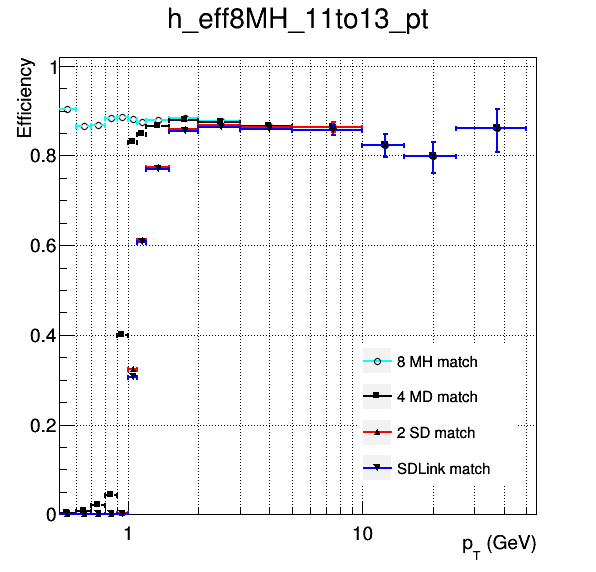 h_eff8MH_11to13_pt
Efficiency
1
0.8
0.6
0.4
0.2
0
8 MH match
4 MD match
2 SD match
SDLink match
1
10
p_T (GeV)